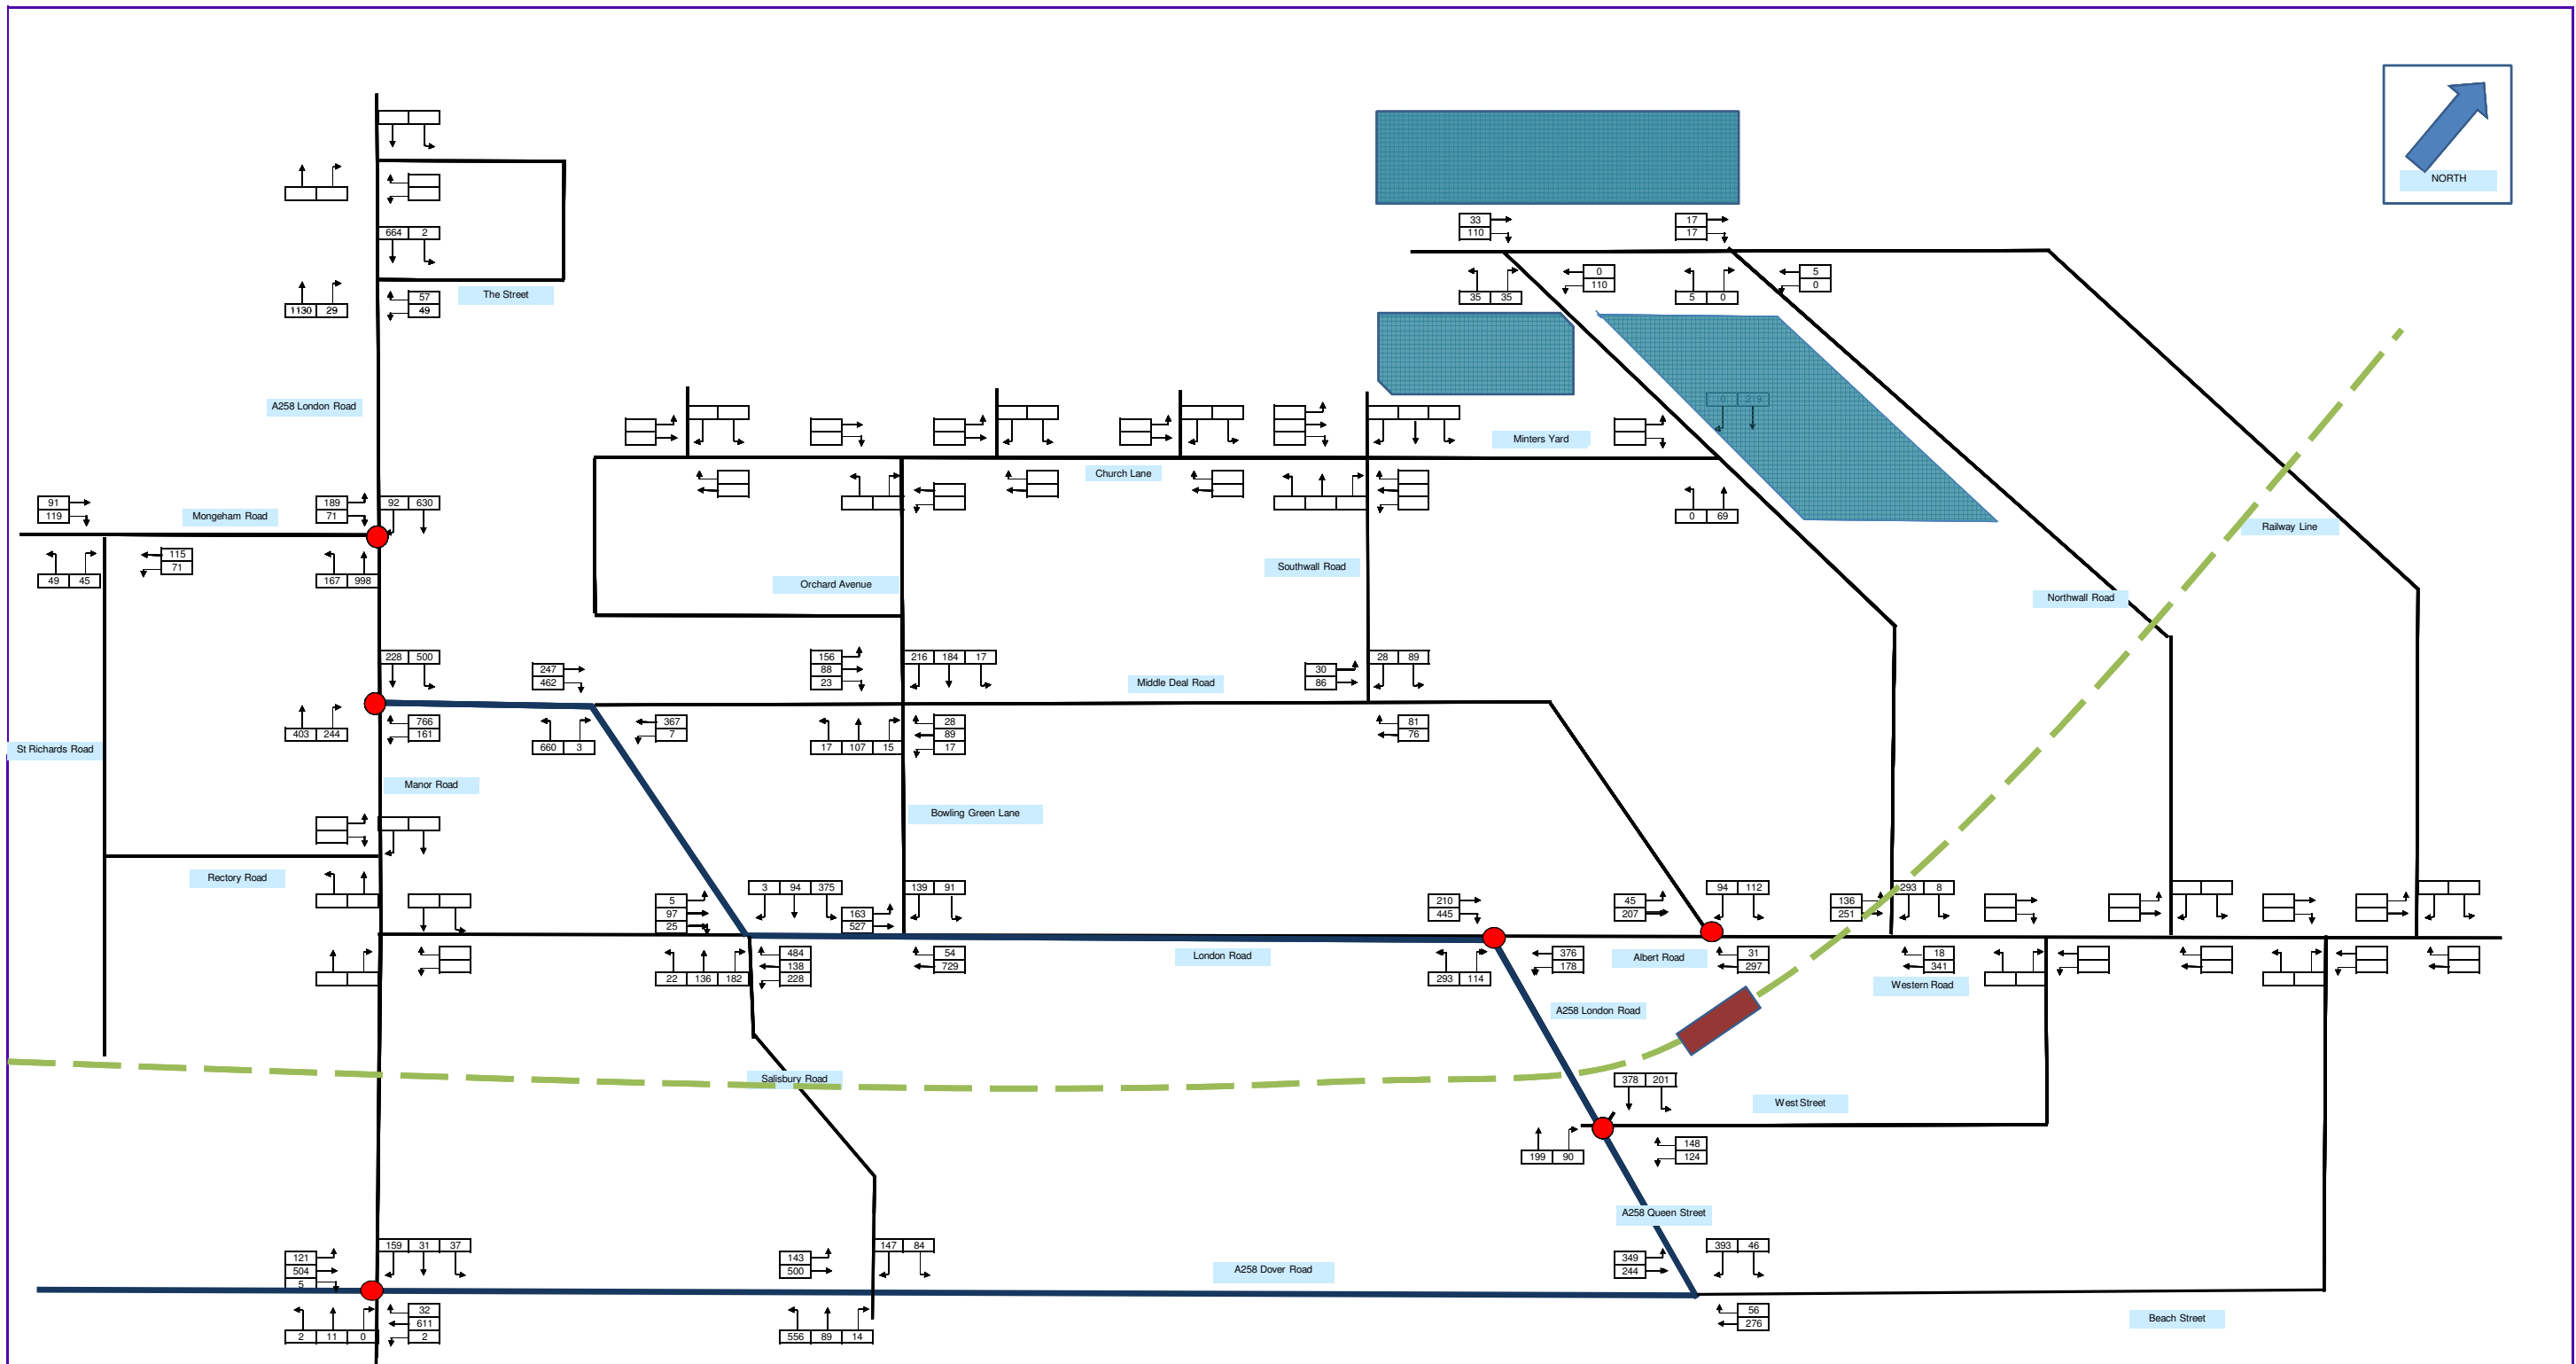 NORTH
33
110
17
17
664 2
0
110
5
0
The Street
57
49
1130 29
35 35
5 0
A258 London Road
0 219
Minters Yard
Church Lane
91
119
Mongeham Road
189
71
92 630
0 69
Railway Line
115
71
49 45
167 998
Southwall Road
Orchard Avenue
Northwall Road
228 500
247
462
156
88
23
216 184 17
Middle Deal Road
30
86
28 89
403 244
766
161
660 3
367
7
17 107 15
28
89
17
81
76
St Richards Road
Manor Road
Bowling Green Lane
Rectory Road
5
97
25
3 94 375
163
527
139 91
210
445
45
207
94 112
136
251
293 8
22 136 182
484
138
228
54
729
London Road
293 114
376
178
Albert Road
31
297
18
341
Western Road
A258 London Road
Salisbury Road
378 201
West Street
199 90
148
124
A258 Queen Street
121
504
5
159 31 37
143
500
147 84
A258 Dover Road
349
244
393 46
2 11 0
32
611
2
556 89 14
56
276
Beach Street